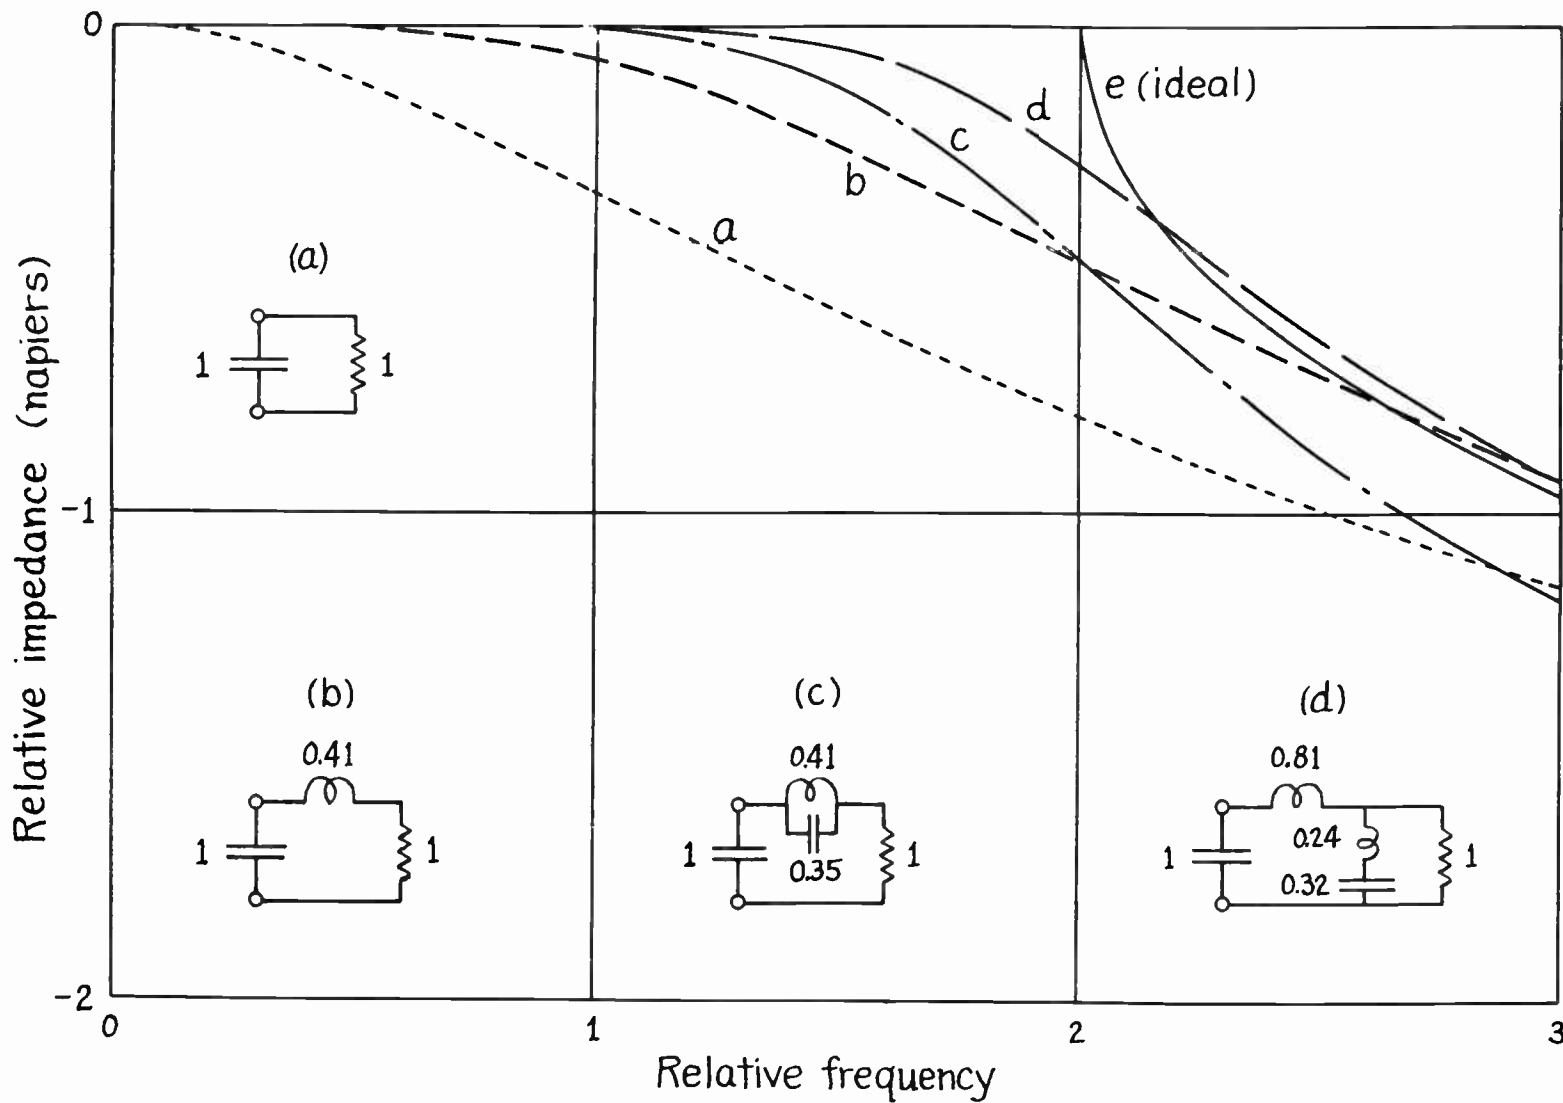 0
e (ideal)
d
c
b
a
(a)
1
1
Relative impedance (napiers)
-1
(b)
0.41
1
1
(c)
0.41
1
0.35
1
(d)
0.81
1
0.24
0.32
1
-2
0
1
2
3
Relative frequency